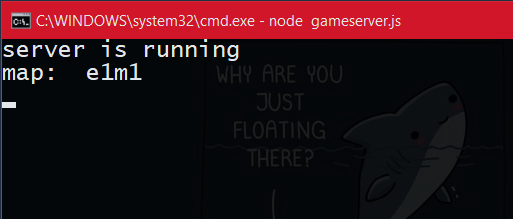 C:\WINDOWS\system32\cmd.exe - node  gameserver.js
server is running
map:  e1m1
WHY ARE YOU
JUST
FLOATING
THERE?